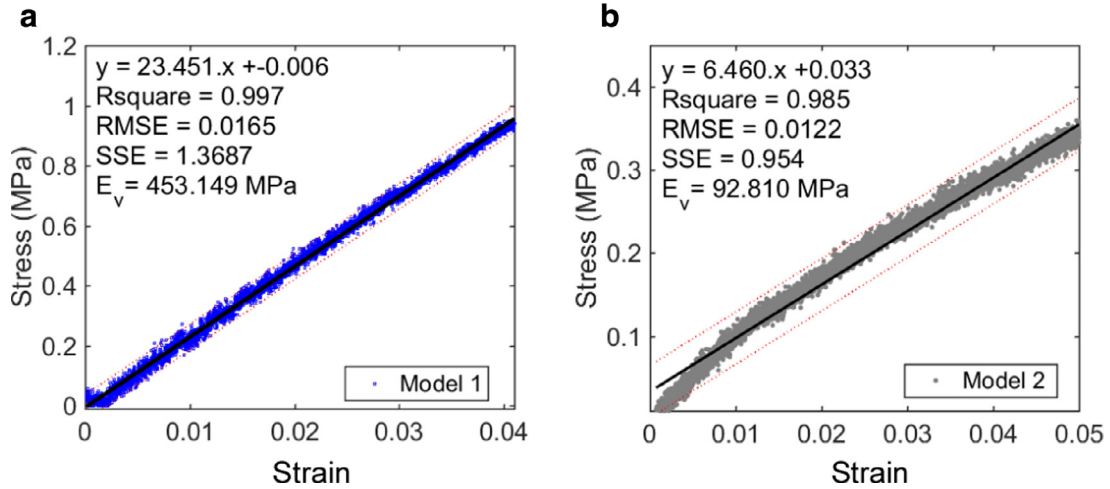 a
1.2
1
0.8
0.6
0.4
0.2
0
Stress (MPa)
y = 23.451.x +-0.006
Rsquare = 0.997
RMSE = 0.0165
SSE = 1.3687
E_v = 453.149 MPa
Model 1
0 0.01 0.02 0.03 0.04
Strain
b
0.4
0.3
0.2
0.1
Stress (MPa)
y = 6.460.x +0.033
Rsquare = 0.985
RMSE = 0.0122
SSE = 0.954
E_v = 92.810 MPa
Model 2
0 0.01 0.02 0.03 0.04 0.05
Strain